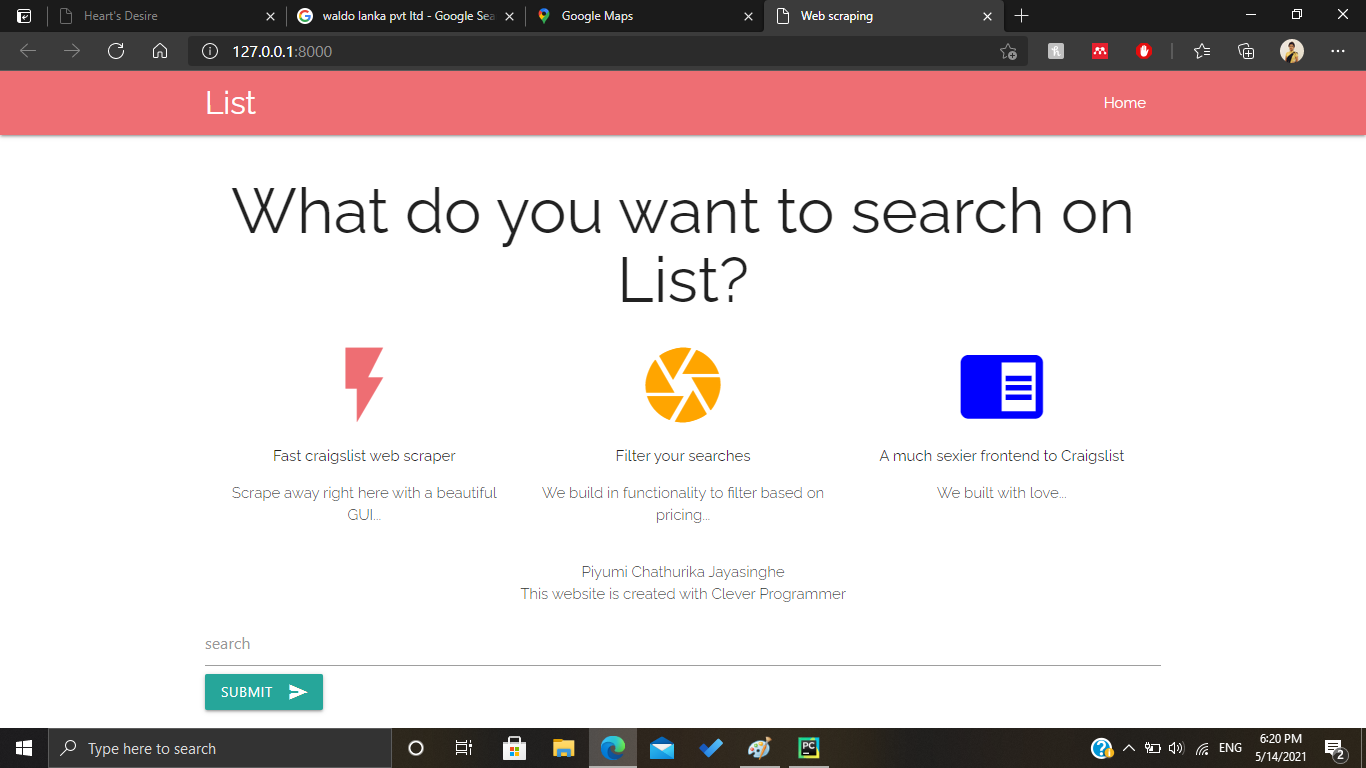 Heart's Desire
waldo lanka pvt ltd - Google Sea
Google Maps
Web scraping
127.0.0.1:8000
List
Home
What do you want to search on
List?
Fast craigslist web scraper
Filter your searches
A much sexier frontend to Craigslist
Scrape away right here with a beautiful
GUI...
We build in functionality to filter based on
pricing...
We built with love...
Piyumi Chathurika Jayasinghe
This website is created with Clever Programmer
search
SUBMIT
Type here to search
PC
ENG
6:20 PM
5/14/2021
2